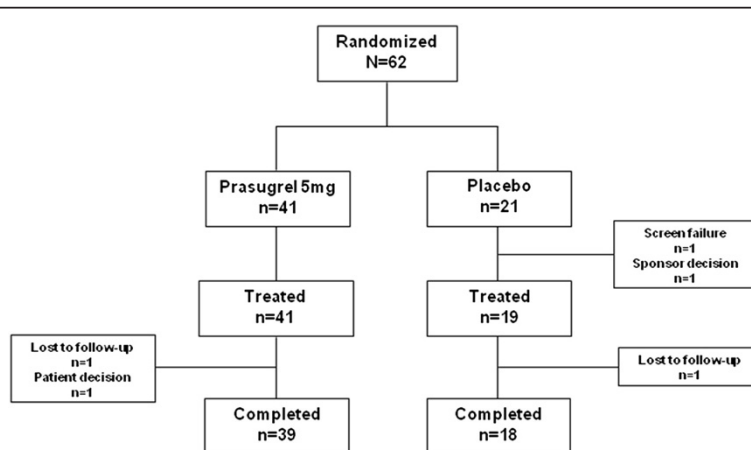 Randomized
N=62
Prasugrel 5mg
n=41
Placebo
n=21
Screen failure
n=1
Sponsor decision
n=1
Treated
n=41
Treated
n=19
Lost to follow-up
n=1
Patient decision
n=1
Lost to follow-up
n=1
Completed
n=39
Completed
n=18